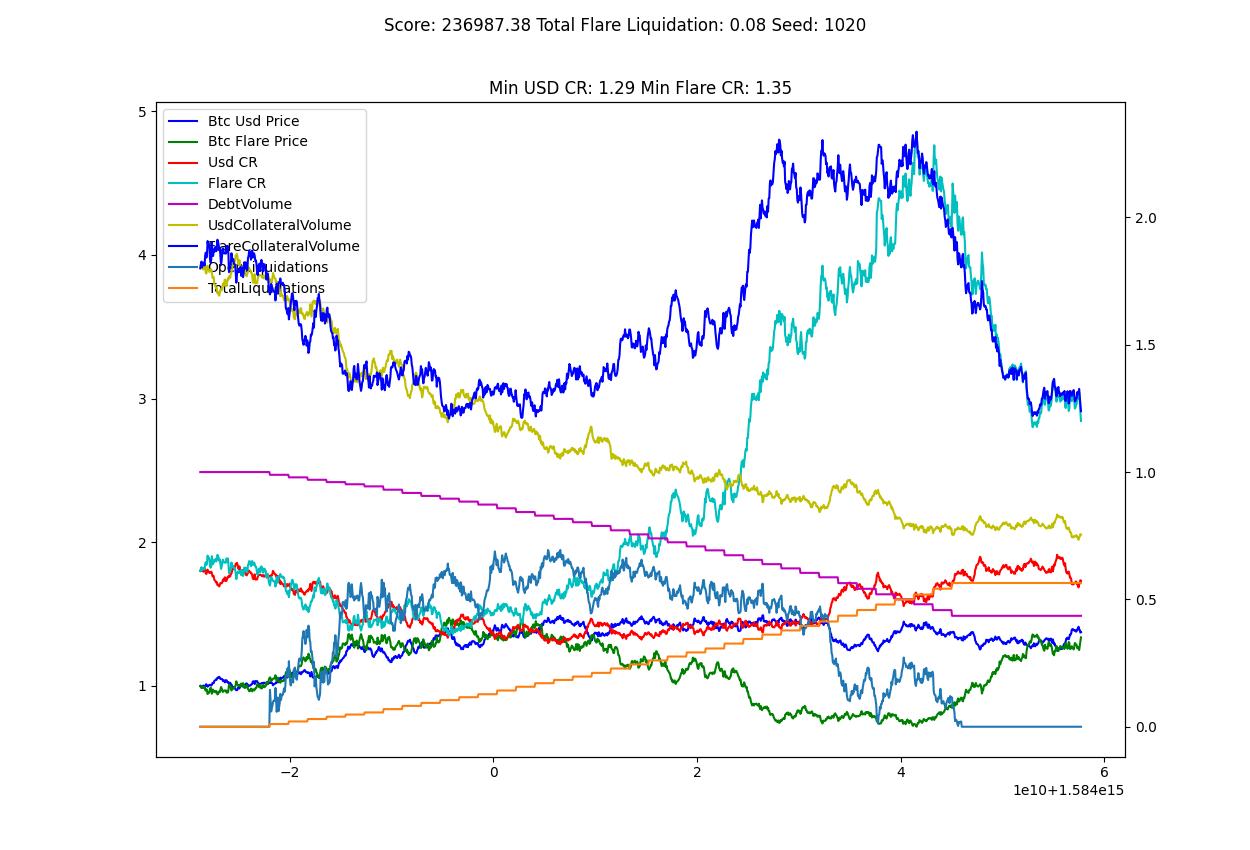 Score: 236987.38 Total Flare Liquidation: 0.08 Seed: 1020
Min USD CR: 1.29 Min Flare CR: 1.35
Btc Usd Price
Btc Flare Price
Usd CR
Flare CR
DebtVolume
UsdCollateralVolume
FlareCollateralVolume
OpenLiquidations
TotalLiquidations
5
4
3
2
1
2.0
1.5
1.0
0.5
0.0
−2
0
2
4
6
1e10+1.584e15